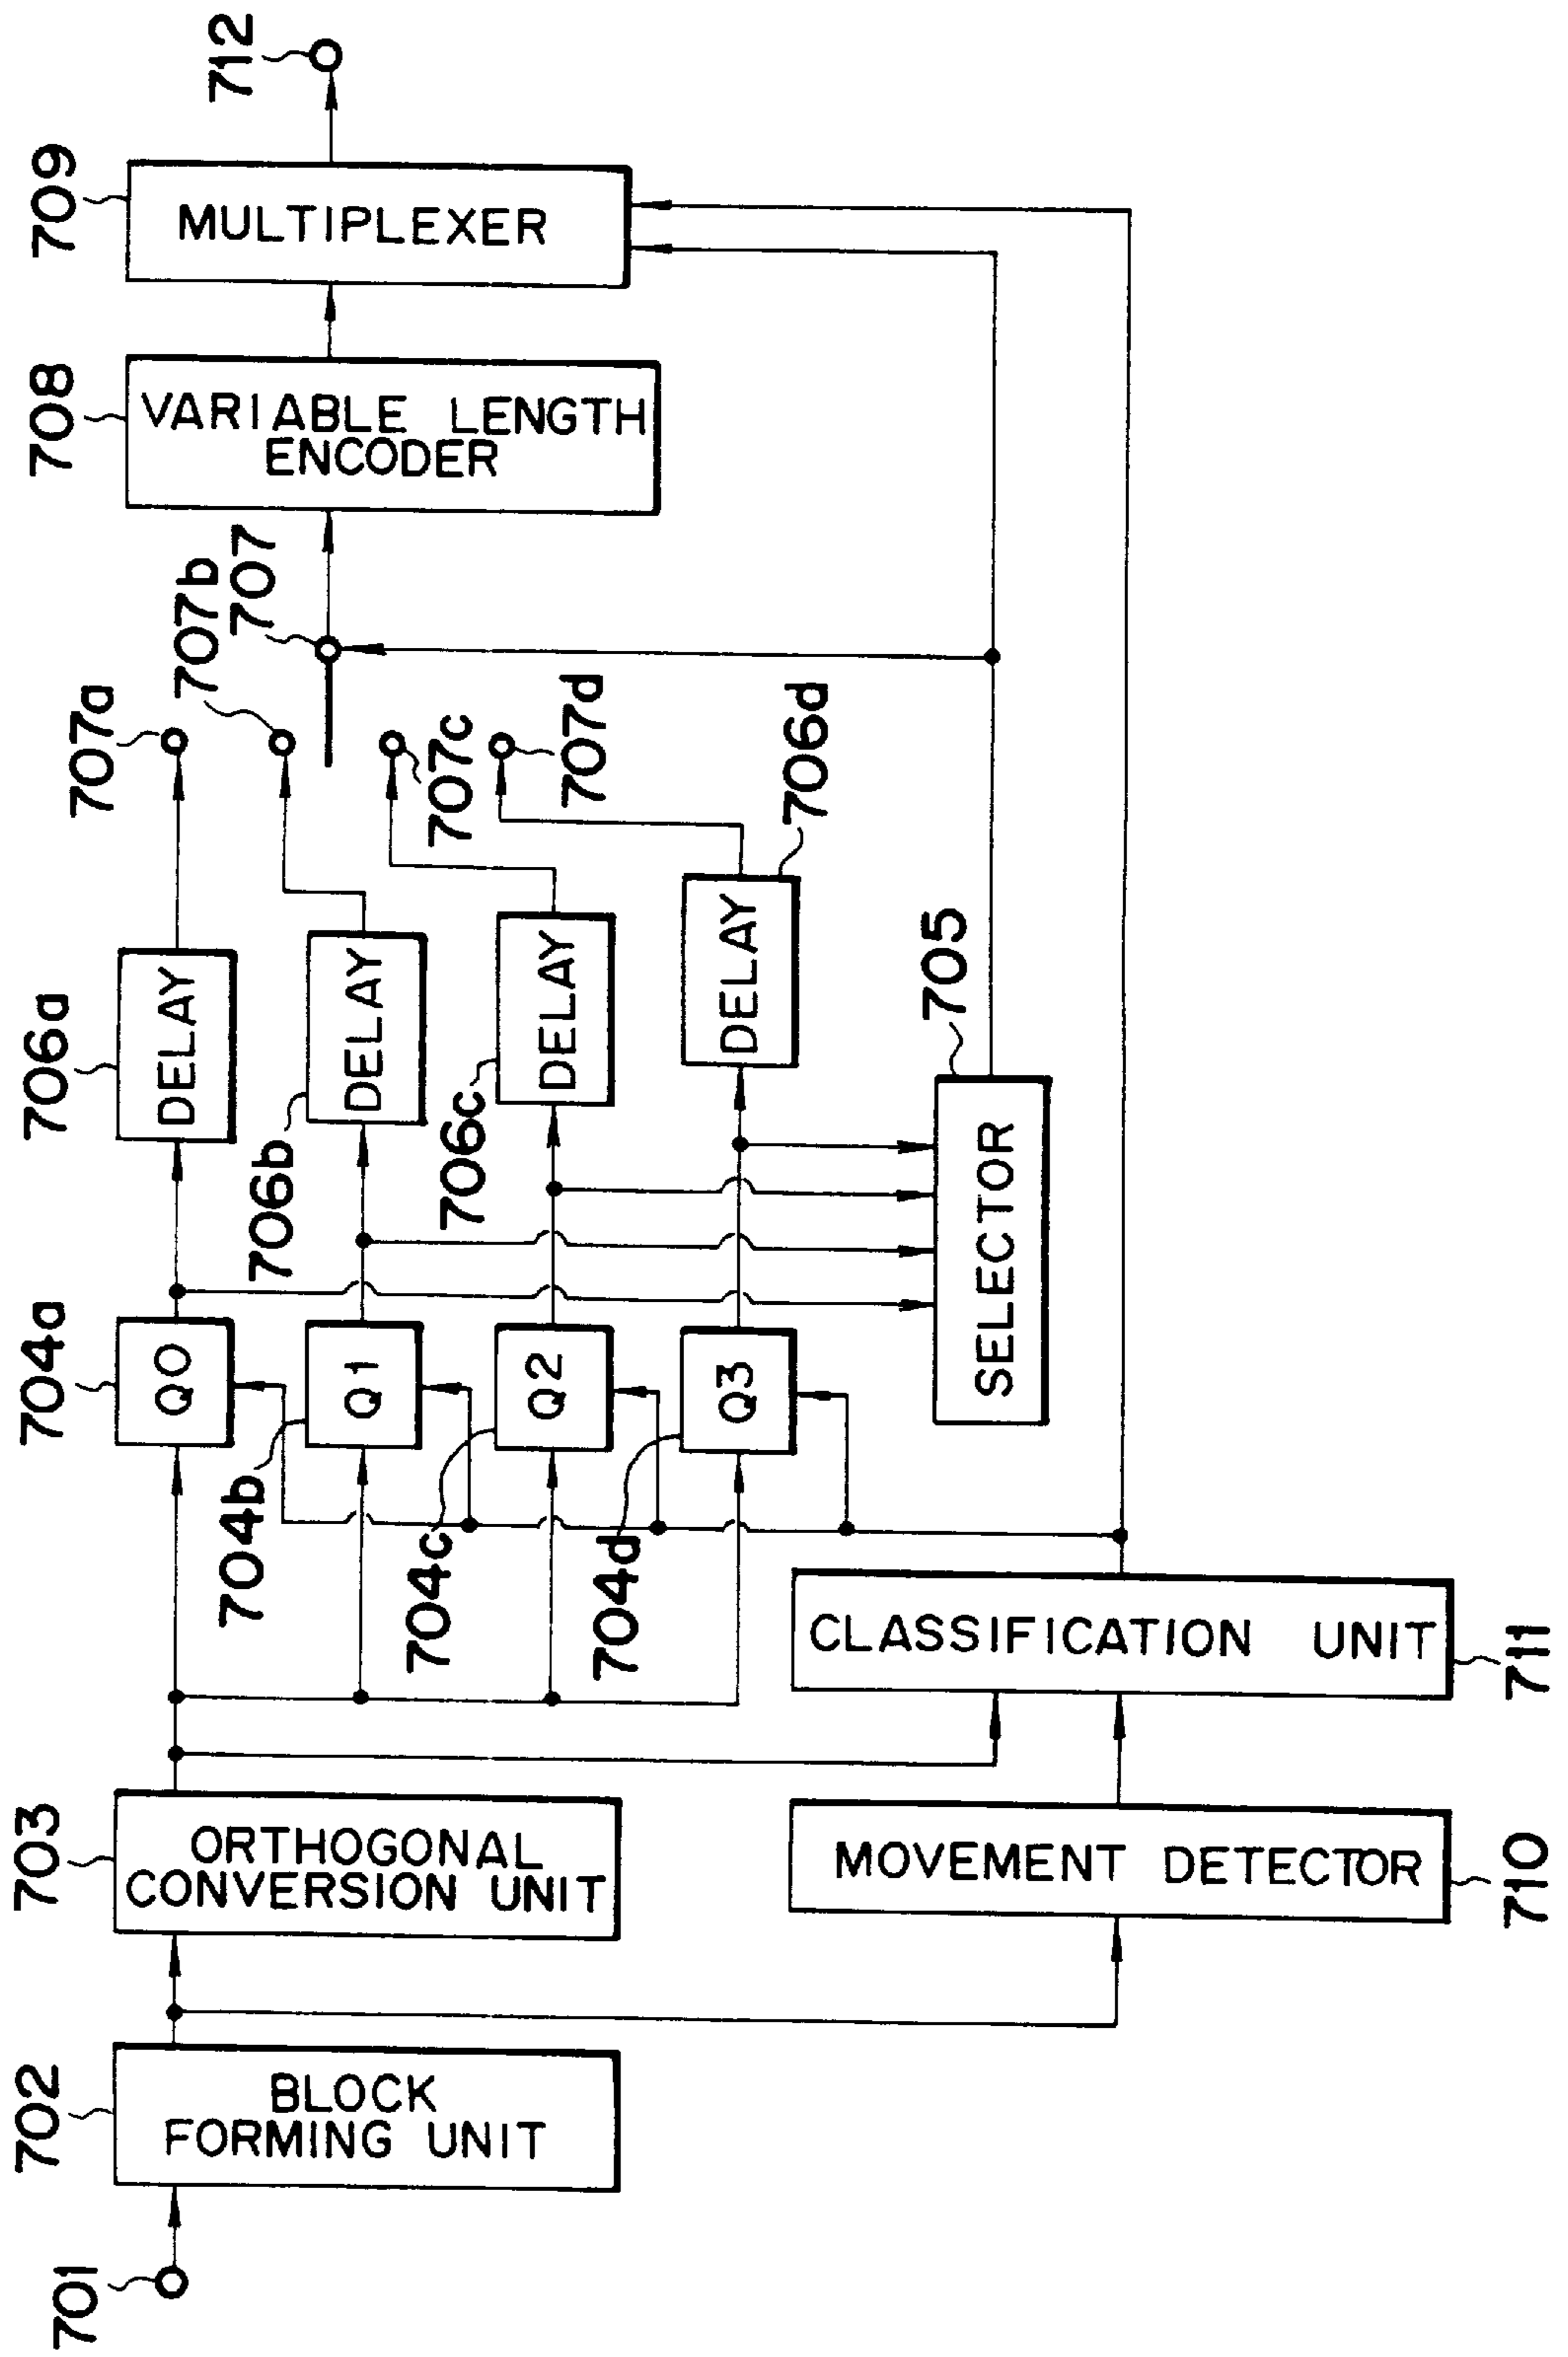 701
702
BLOCK
FORMING UNIT
703
ORTHOGONAL
CONVERSION UNIT
704a
Q0
704b
Q1
704c
Q2
704d
Q3
706a
DELAY
706b
DELAY
706c
DELAY
706d
DELAY
707a
707b
707
707c
707d
708
VARIABLE LENGTH
ENCODER
709
MULTIPLEXER
712
705
SELECTOR
MOVEMENT DETECTOR
710
CLASSIFICATION UNIT
711